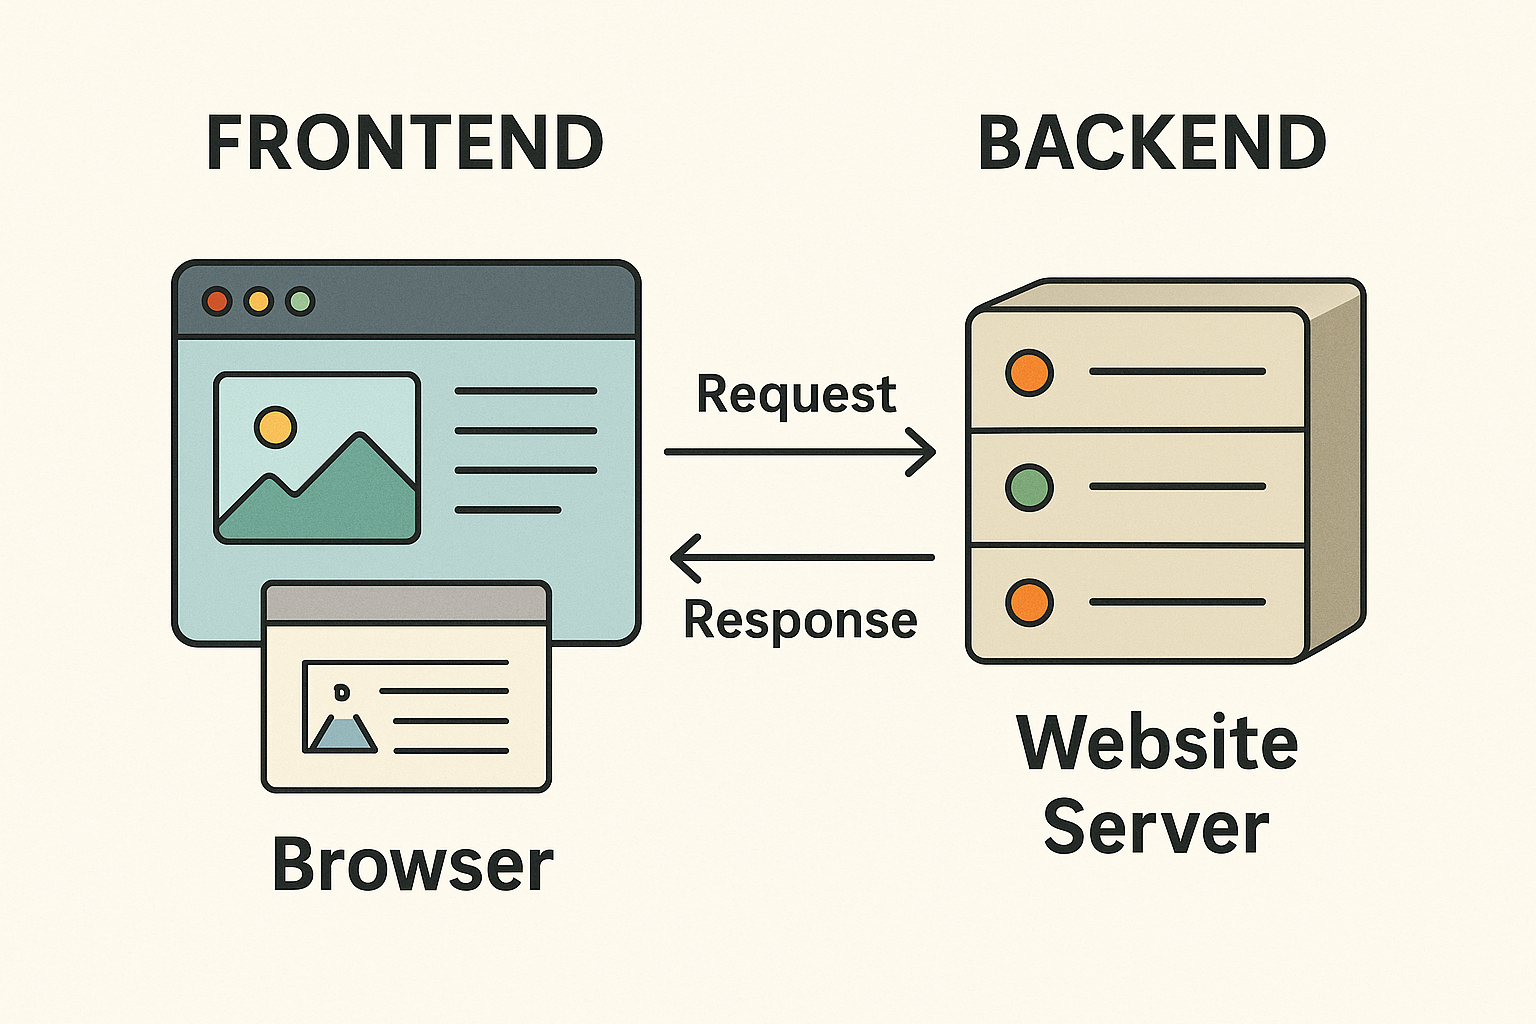 FRONTEND
BACKEND
Request
Response
Website
Server
Browser